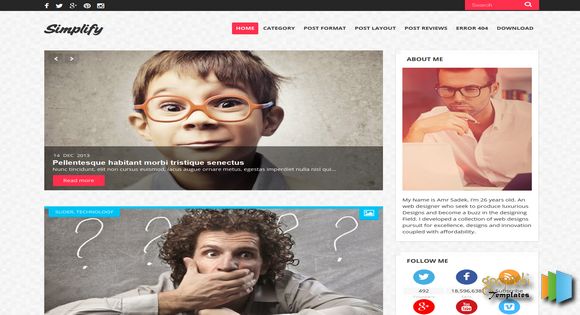 Search
Simplify
HOME CATEGORY POST FORMAT POST LAYOUT POST REVIEWS ERROR 404 DOWNLOAD
14 DEC 2013
Pellentesque habitant morbi tristique senectus
Nunc tincidunt, elit non cursus euismod, lacus augue ornare metus, egestas imperdiet nulla nisl qui...
Read more
SLIDER, TECHNOLOGY
ABOUT ME
My Name is Amr Sadek, I'm 26 years old. An
web designer who seek to produce luxurious
Designs and become a buzz in the designing
Field. I developed a collection of web designs
pursuit for excellence, designs and innovation
coupled with affordability.
FOLLOW ME
492 18,596,638 Subscribe
You Tube
Templates